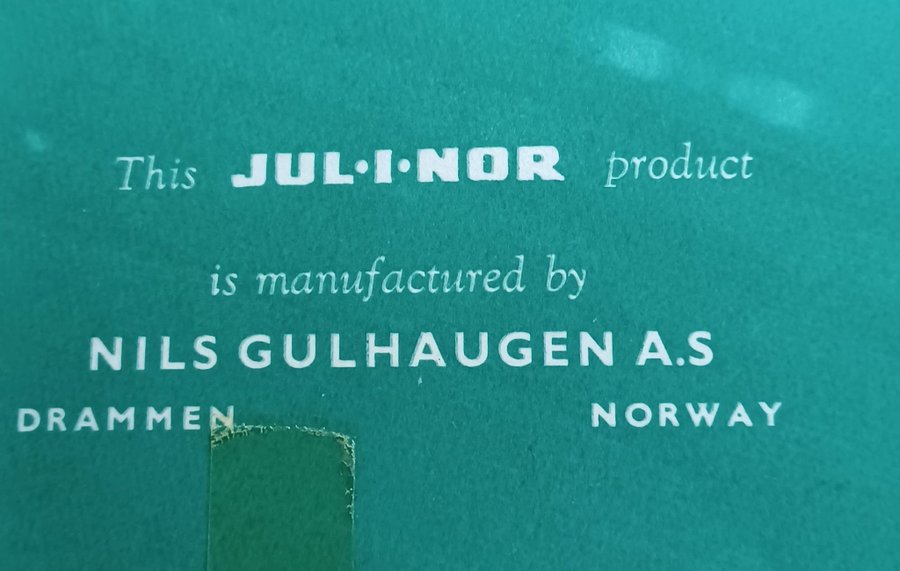 This JUL·I·NOR product
is manufactured by
NILS GULHAUGEN A.S
DRAMMEN NORWAY